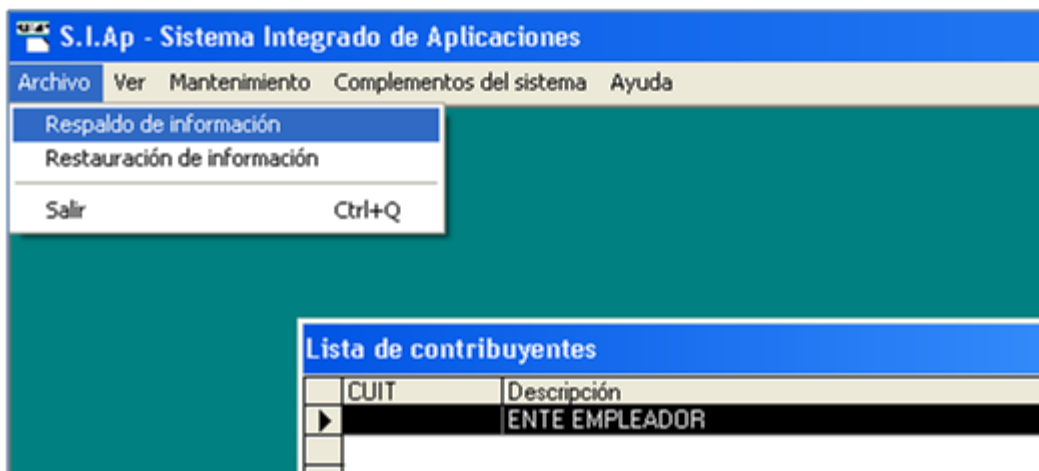 S.I.Ap - Sistema Integrado de Aplicaciones
Archivo Ver Mantenimiento Complementos del sistema Ayuda
Respaldo de información
Restauración de información
Salir Ctrl+Q
Lista de contribuyentes
CUIT Descripción
ENTE EMPLEADOR